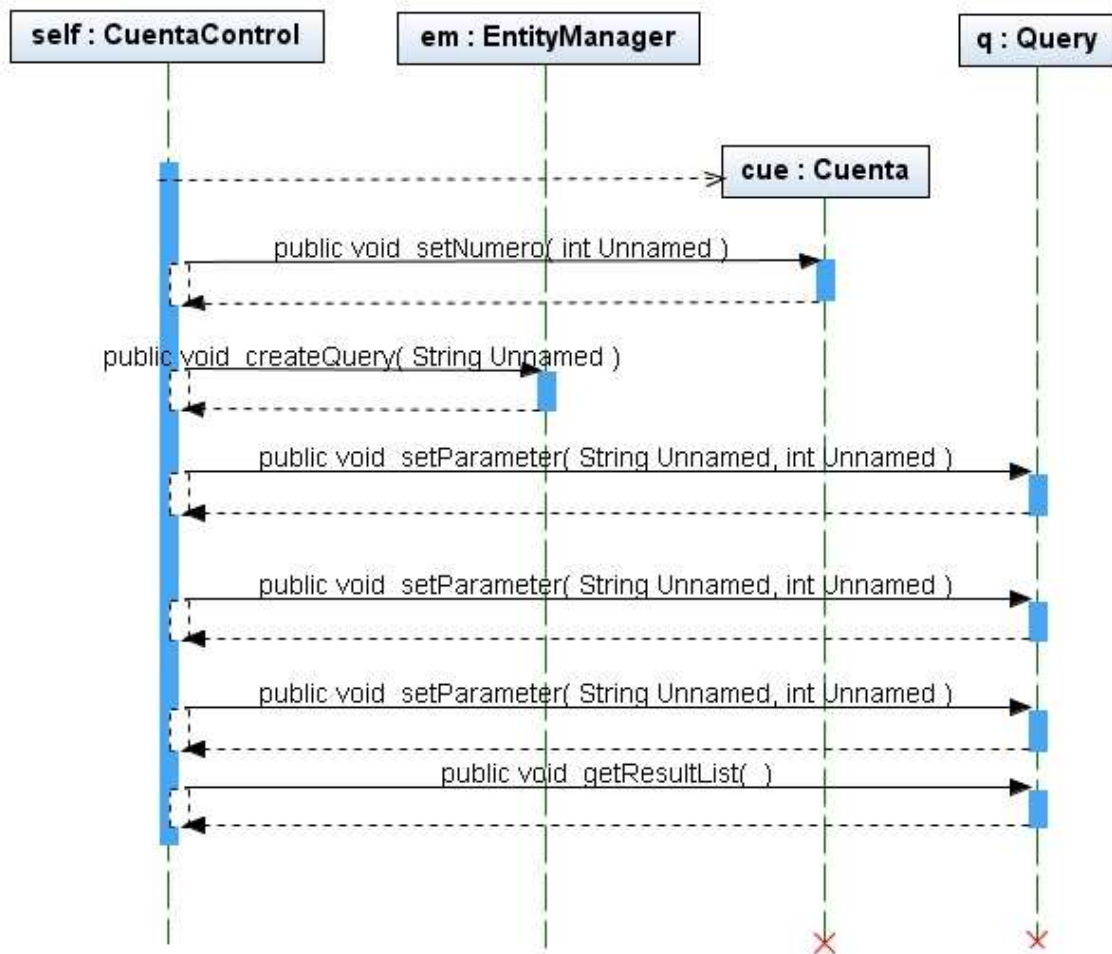 self : CuentaControl
em : EntityManager
q : Query
cue : Cuenta
public void setNumero( int Unnamed )
public void createQuery( String Unnamed )
public void setParameter( String Unnamed, int Unnamed )
public void setParameter( String Unnamed, int Unnamed )
public void setParameter( String Unnamed, int Unnamed )
public void getResultList( )